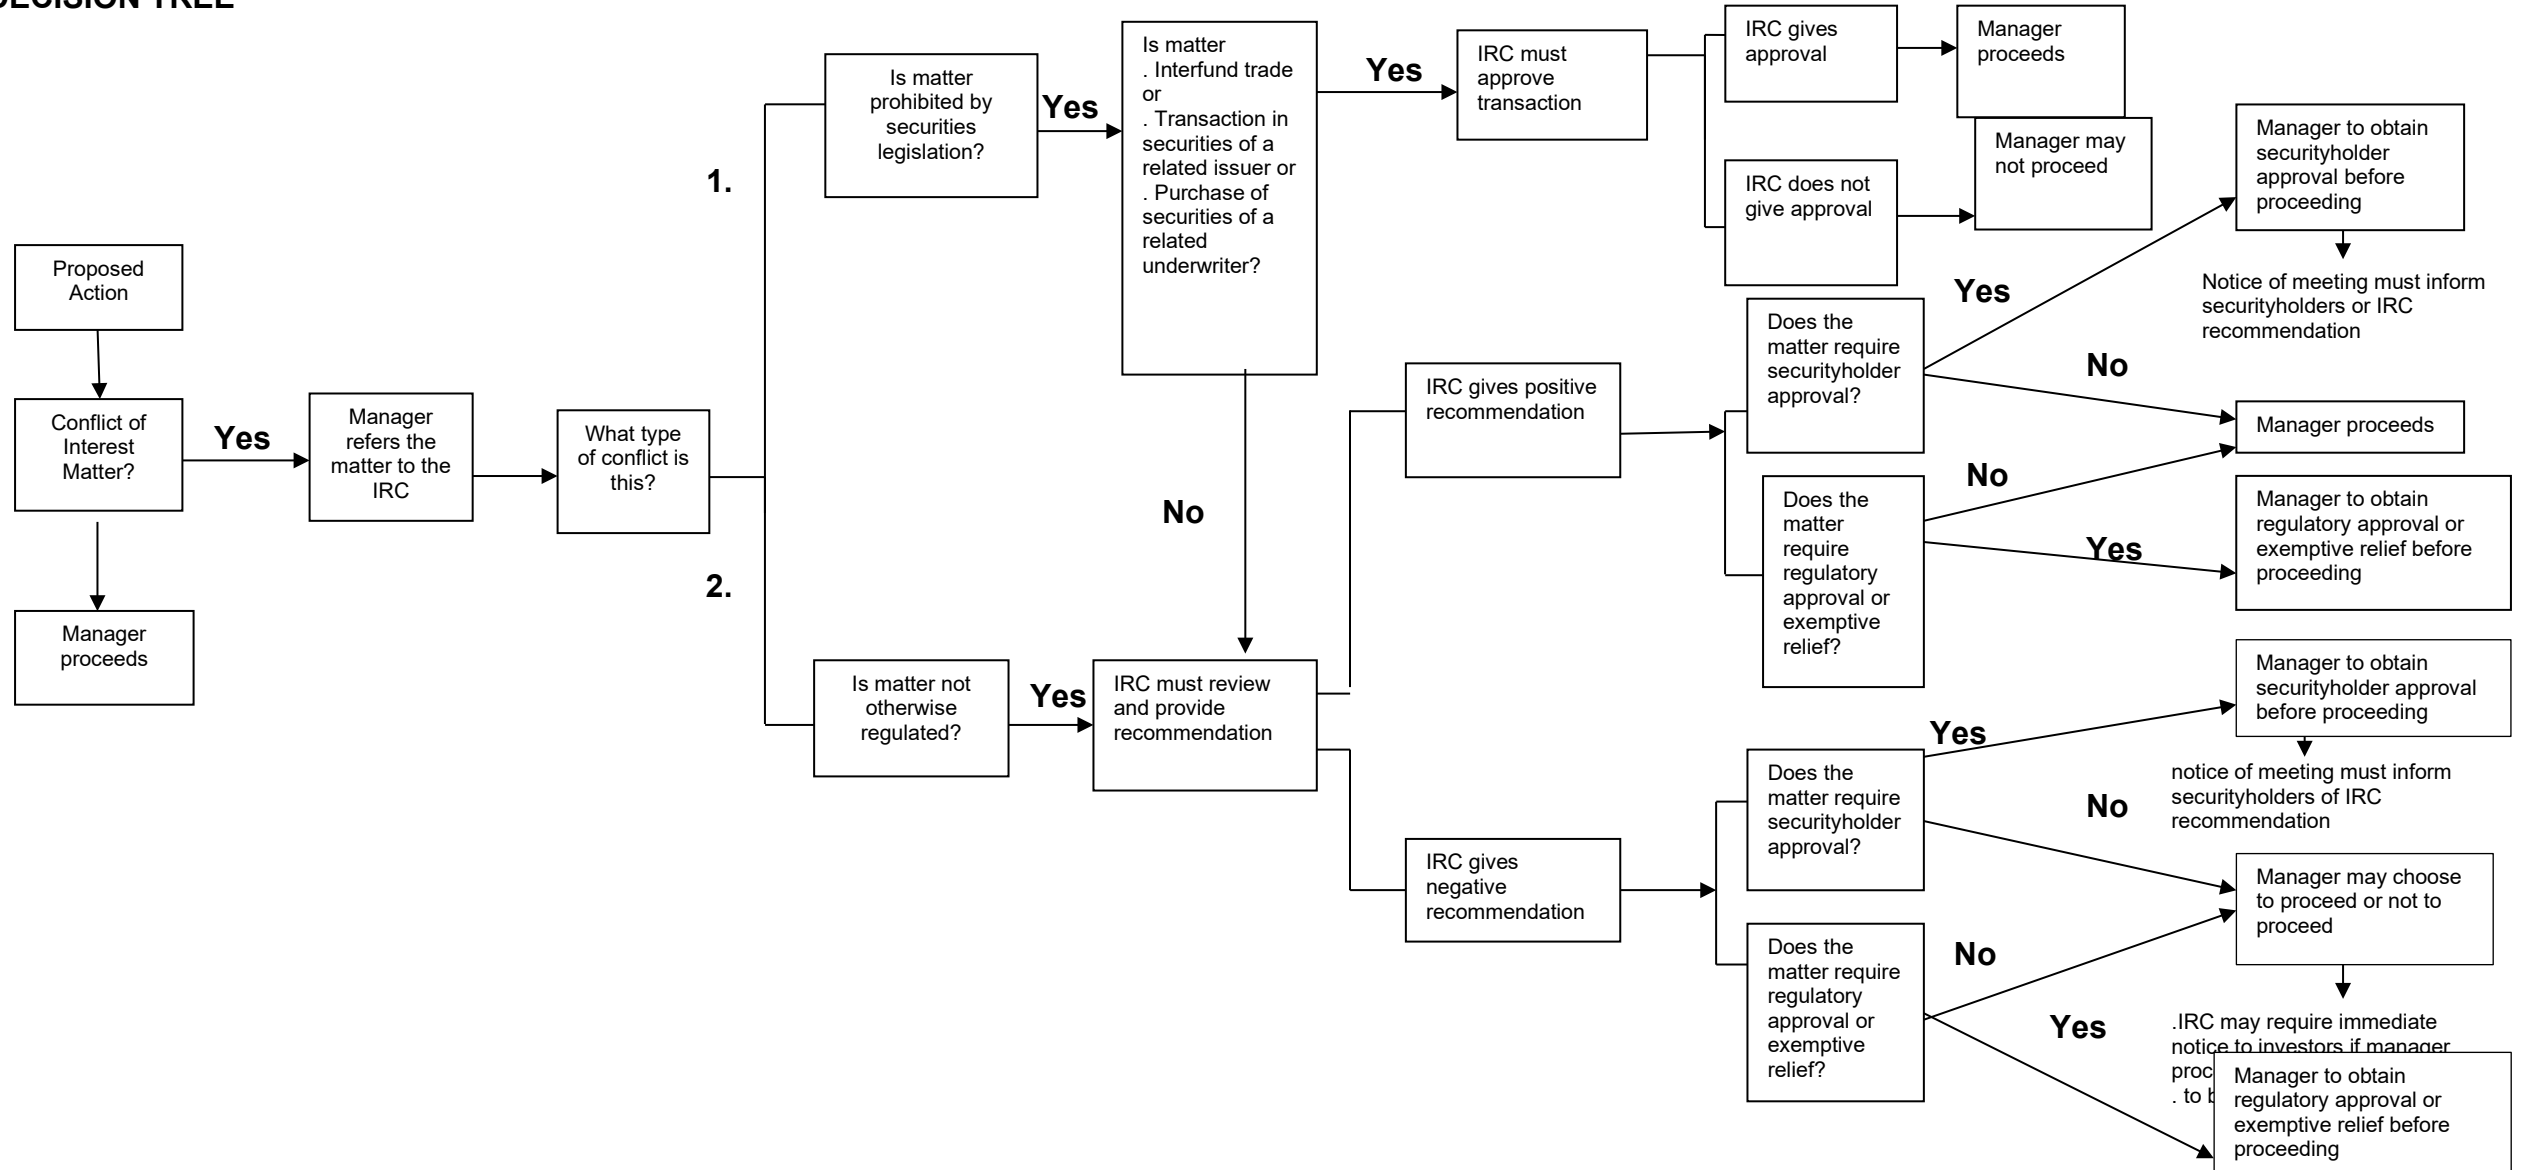 DECISION TREE
Proposed
Action
Conflict of
Interest
Matter?
Yes
Manager
proceeds
Manager
refers the
matter to the
IRC
What type
of conflict is
this?
1.
2.
Is matter
prohibited by
securities
legislation?
Yes
Is matter
. Interfund trade
or
. Transaction in
securities of a
related issuer or
. Purchase of
securities of a
related
underwriter?
Yes
No
IRC must
approve
transaction
IRC gives
approval
Manager
proceeds
IRC does not
give approval
Manager may
not proceed
Is matter not
otherwise
regulated?
Yes
IRC must review
and provide
recommendation
IRC gives positive
recommendation
Does the
matter require
securityholder
approval?
Yes
Manager to obtain
securityholder
approval before
proceeding
Notice of meeting must inform
securityholders or IRC
recommendation
No
Manager proceeds
Does the
matter
require
regulatory
approval or
exemptive
relief?
No
Yes
Manager to obtain
regulatory approval or
exemptive relief before
proceeding
IRC gives
negative
recommendation
Does the
matter require
securityholder
approval?
Yes
Manager to obtain
securityholder approval
before proceeding
notice of meeting must inform
securityholders of IRC
recommendation
No
Manager may choose
to proceed or not to
proceed
.IRC may require immediate
notice to investors if manager
. to
Does the
matter require
regulatory
approval or
exemptive
relief?
No
Yes
Manager to obtain
regulatory approval or
exemptive relief before
proceeding